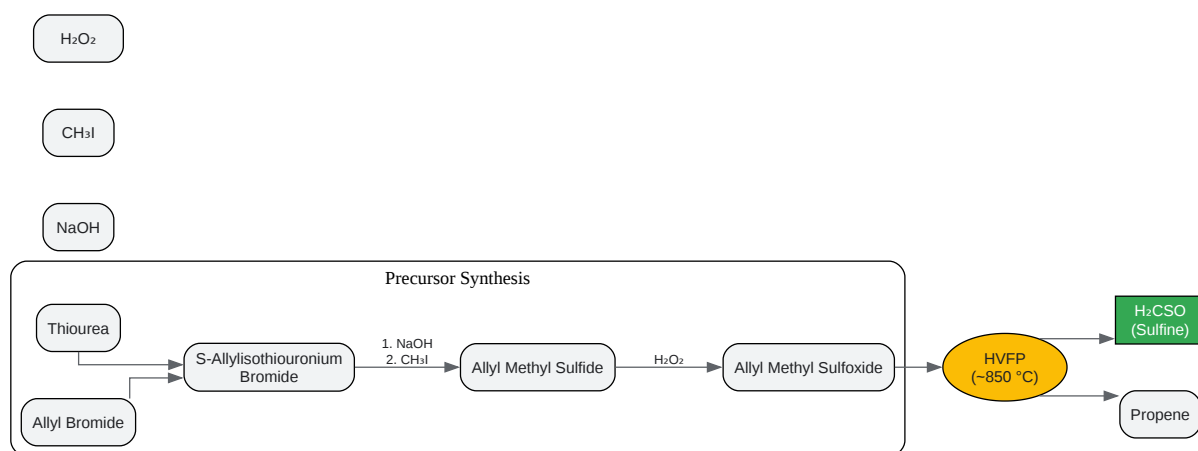 H₂O₂
CH₃I
NaOH
Precursor Synthesis
Thiourea
Allyl Bromide
S-Allylisothiouronium
Bromide
1. NaOH
2. CH₃I
Allyl Methyl Sulfide
H₂O₂
Allyl Methyl Sulfoxide
HVFP
(~850 °C)
H₂CSO
(Sulfine)
Propene